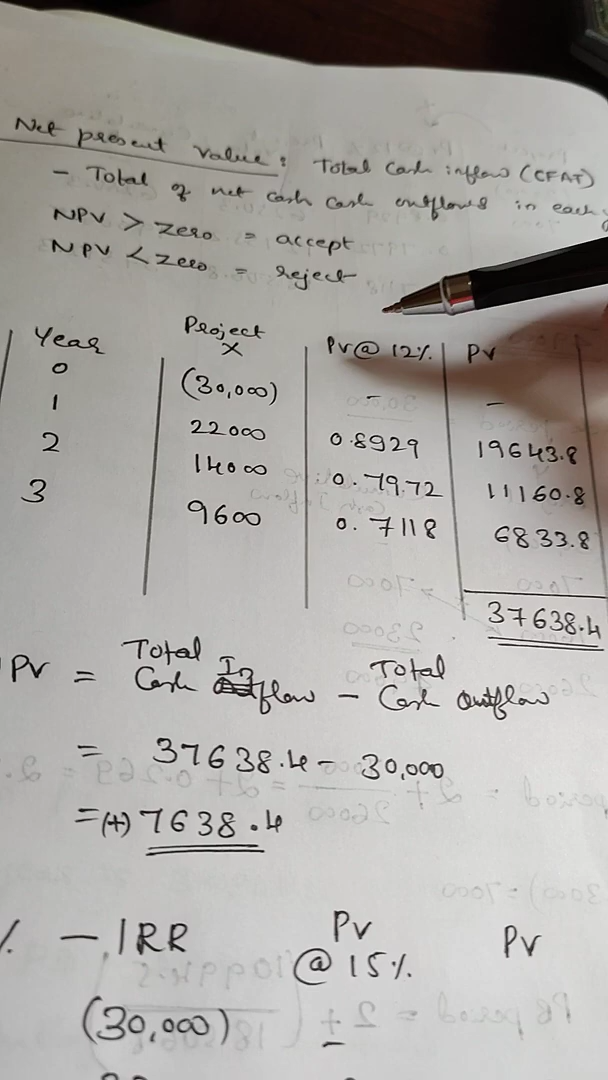 Net present value: Total Cash inflow (CFAT)
- Total of net cash cash outflows in each
NPV > Zero = accept
NPV < Zero = reject
Year Project X PV@ 12% PV
0 (30,000) - -
1 22000 0.8929 19643.8
2 14000 0.7972 11160.8
3 9600 0.7118 6833.8
37638.4
PV = Total Cash Inflow - Total Cash Outflow
= 37638.4 - 30,000
= (+) 7638.4
% - IRR PV @ 15% PV
(30,000) -